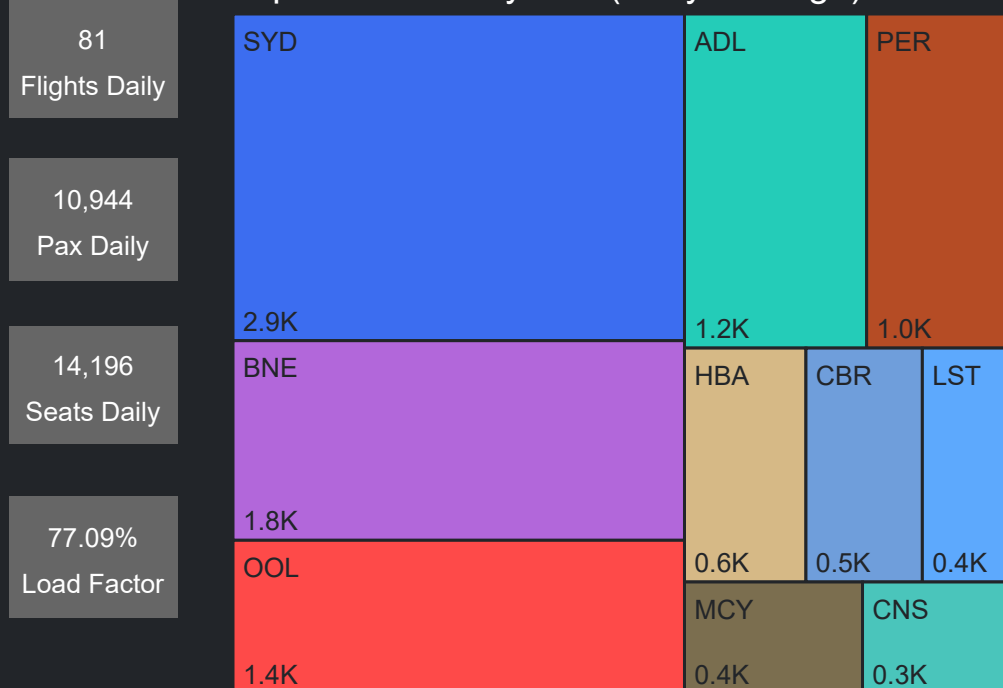 81
Flights Daily
10,944
Pax Daily
14,196
Seats Daily
77.09%
Load Factor
SYD
2.9K
BNE
1.8K
OOL
1.4K
ADL
1.2K
PER
1.0K
HBA
0.6K
CBR
0.5K
LST
0.4K
MCY
0.4K
CNS
0.3K